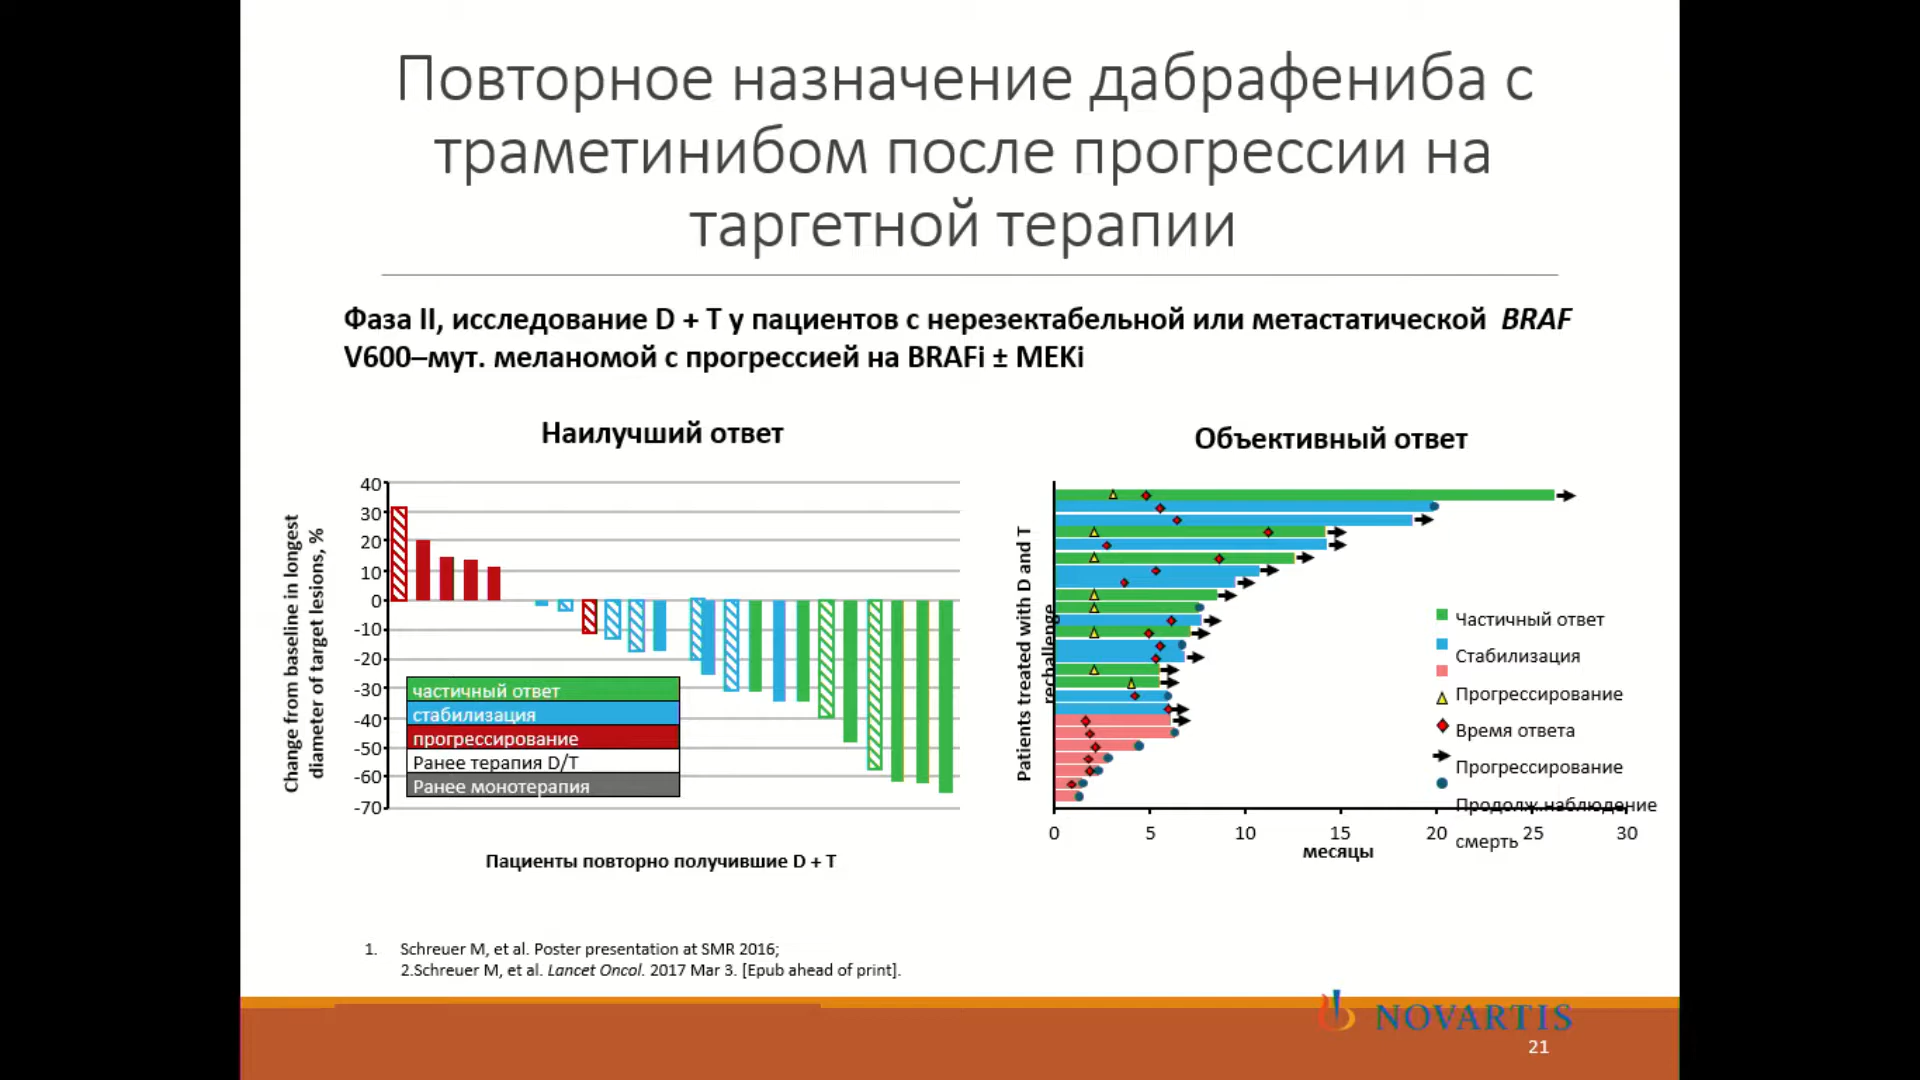 Повторное назначение дабрафениба с
траметинибом после прогрессии на
таргетной терапии
Фаза II, исследование D + T у пациентов с нерезектабельной или метастатической BRAF
V600–мут. меланомой с прогрессией на BRAFi ± MEKi
Наилучший ответ
Change from baseline in longest
diameter of target lesions, %
40
30
20
10
0
-10
-20
-30
-40
-50
-60
-70
частичный ответ
стабилизация
прогрессирование
Ранее терапия D/T
Ранее монотерапия
Пациенты повторно получившие D + T
Объективный ответ
Patients treated with D and T
rechallenge
Частичный ответ
Стабилизация
Прогрессирование
Время ответа
Прогрессирование
Продолж.наблюдение
смерть
0 5 10 15 20 25 30
месяцы
1. Schreuer M, et al. Poster presentation at SMR 2016;
2.Schreuer M, et al. Lancet Oncol. 2017 Mar 3. [Epub ahead of print].
NOVARTIS
21